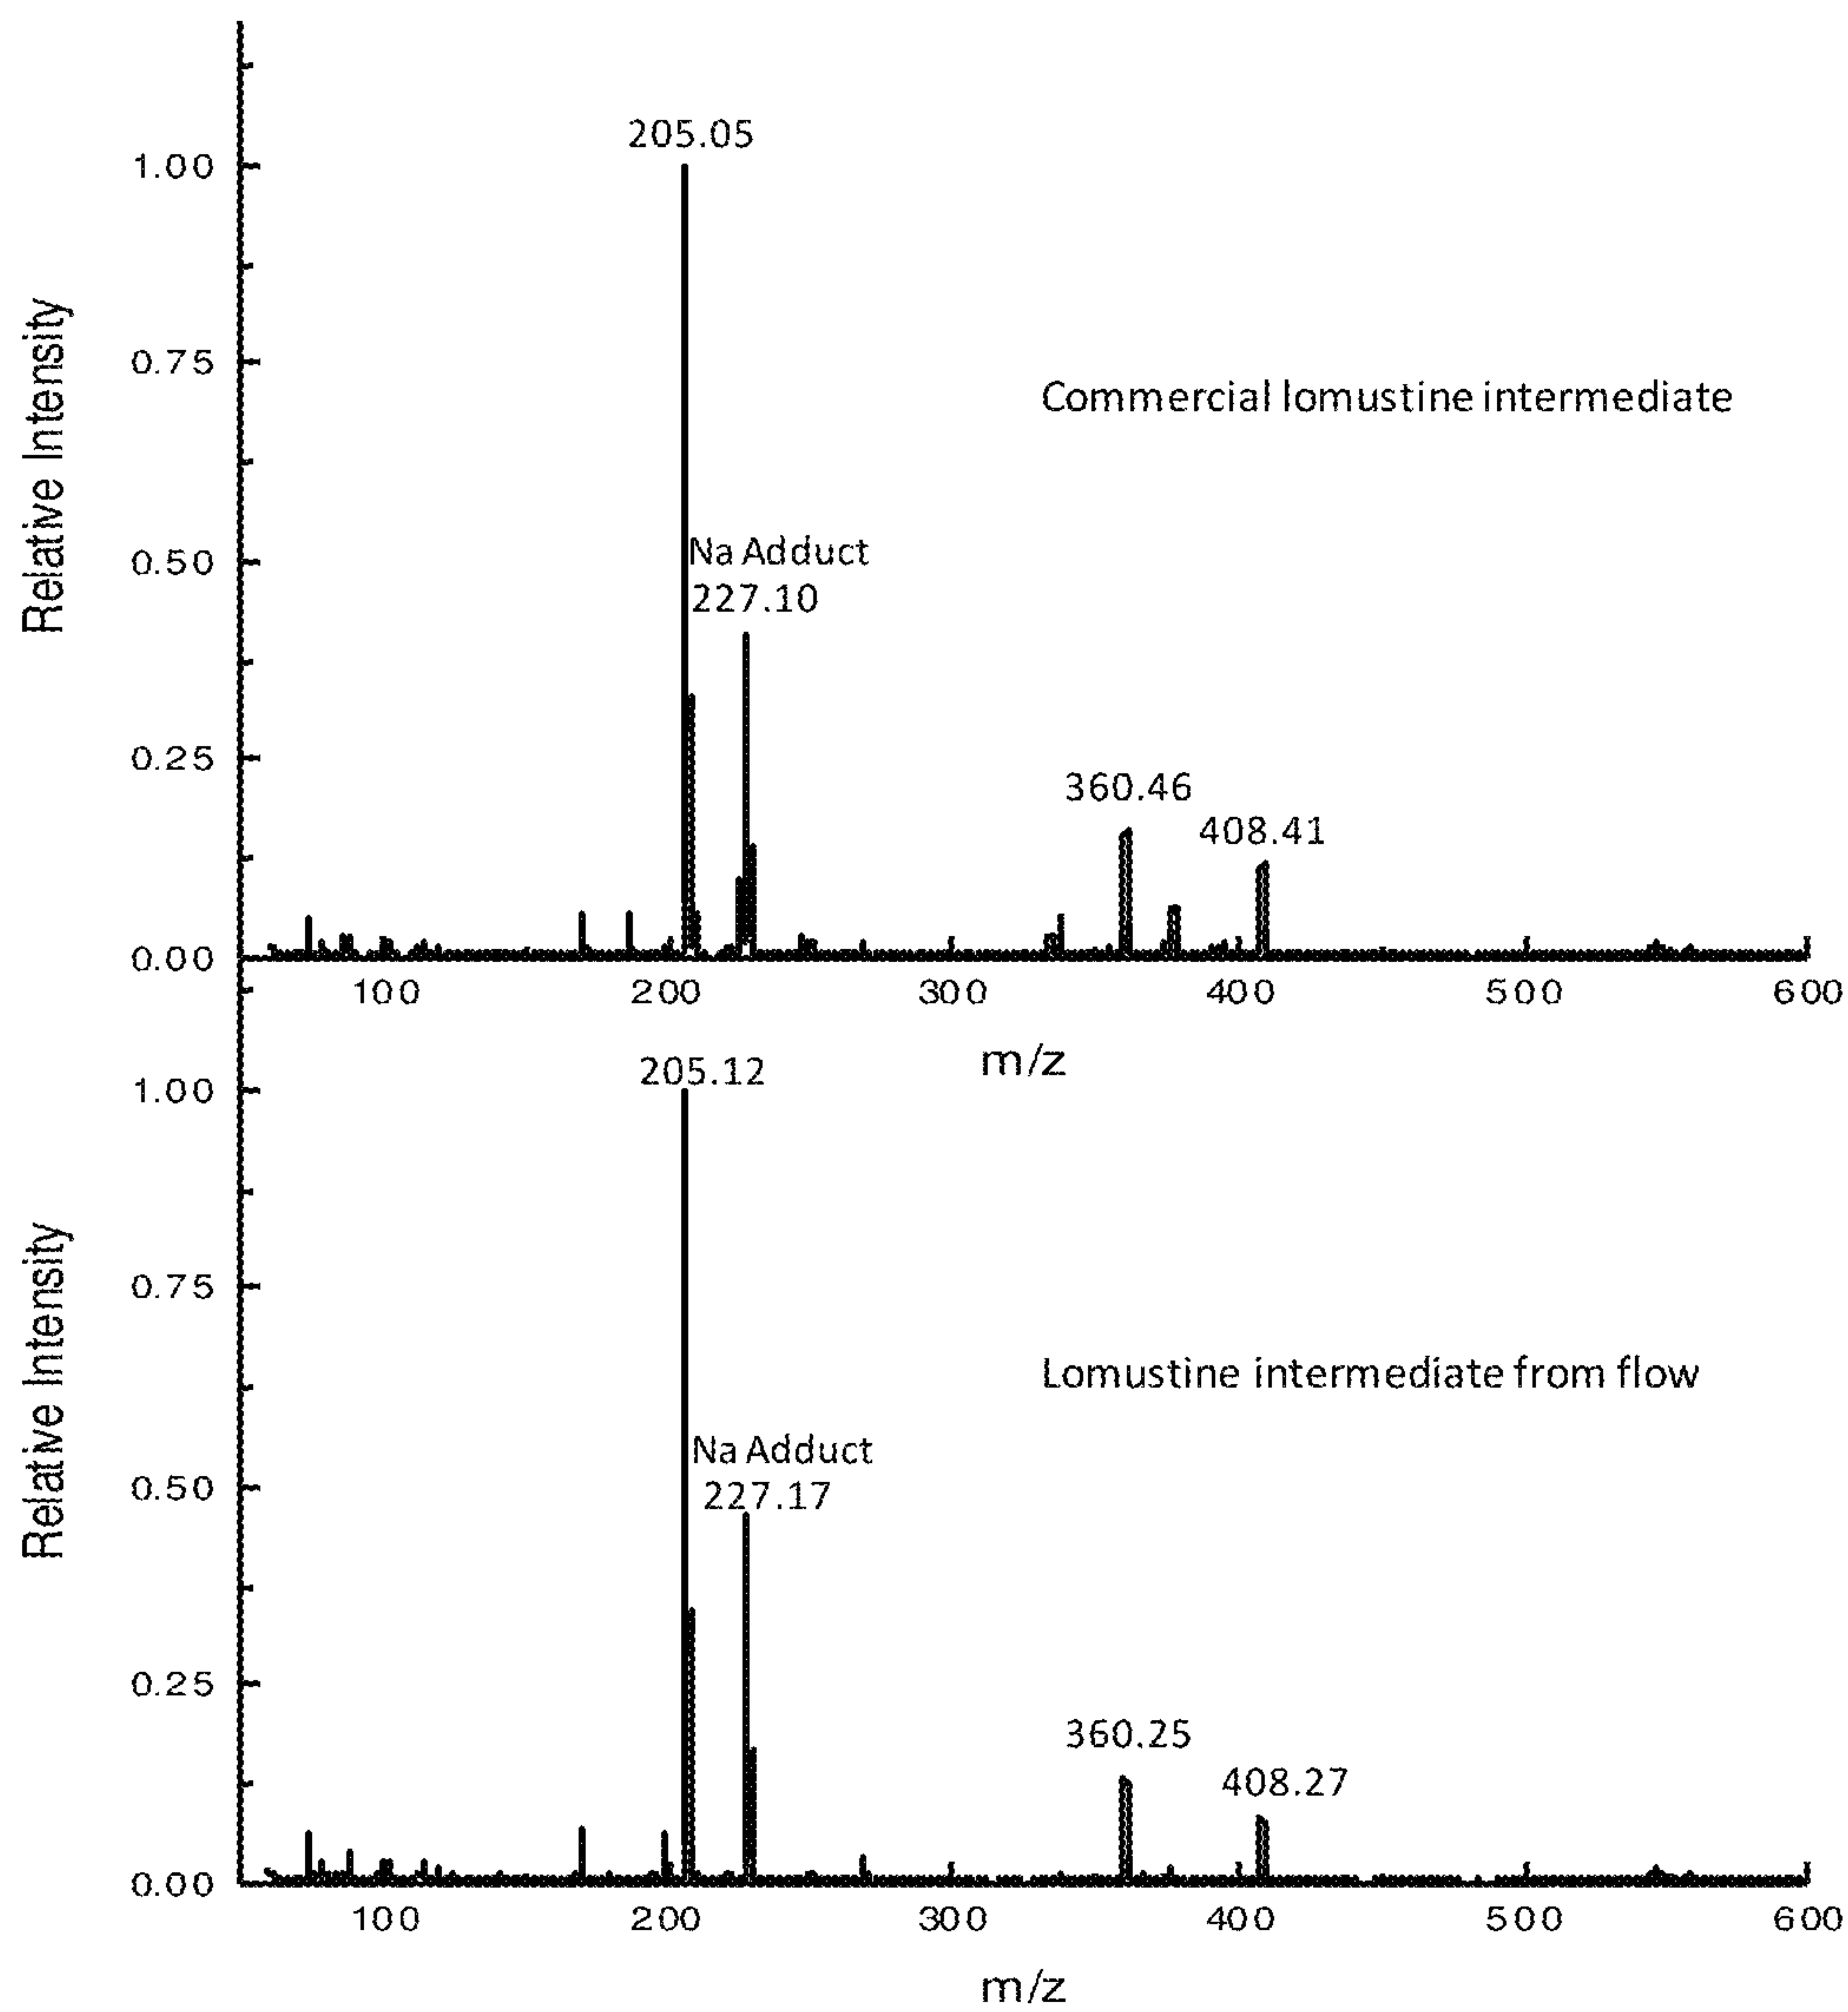 205.05
1.00
0.75
Commercial lomustine intermediate
Relative Intensity
Na Adduct
0.50
227.10
0.25
360.46
408.41
0.00
100 200 300 400 500 600
m/z
205.12
1.00
0.75
Lomustine intermediate from flow
Relative Intensity
Na Adduct
0.50
227.17
0.25
360.25
408.27
0.00
100 200 300 400 500 600
m/z